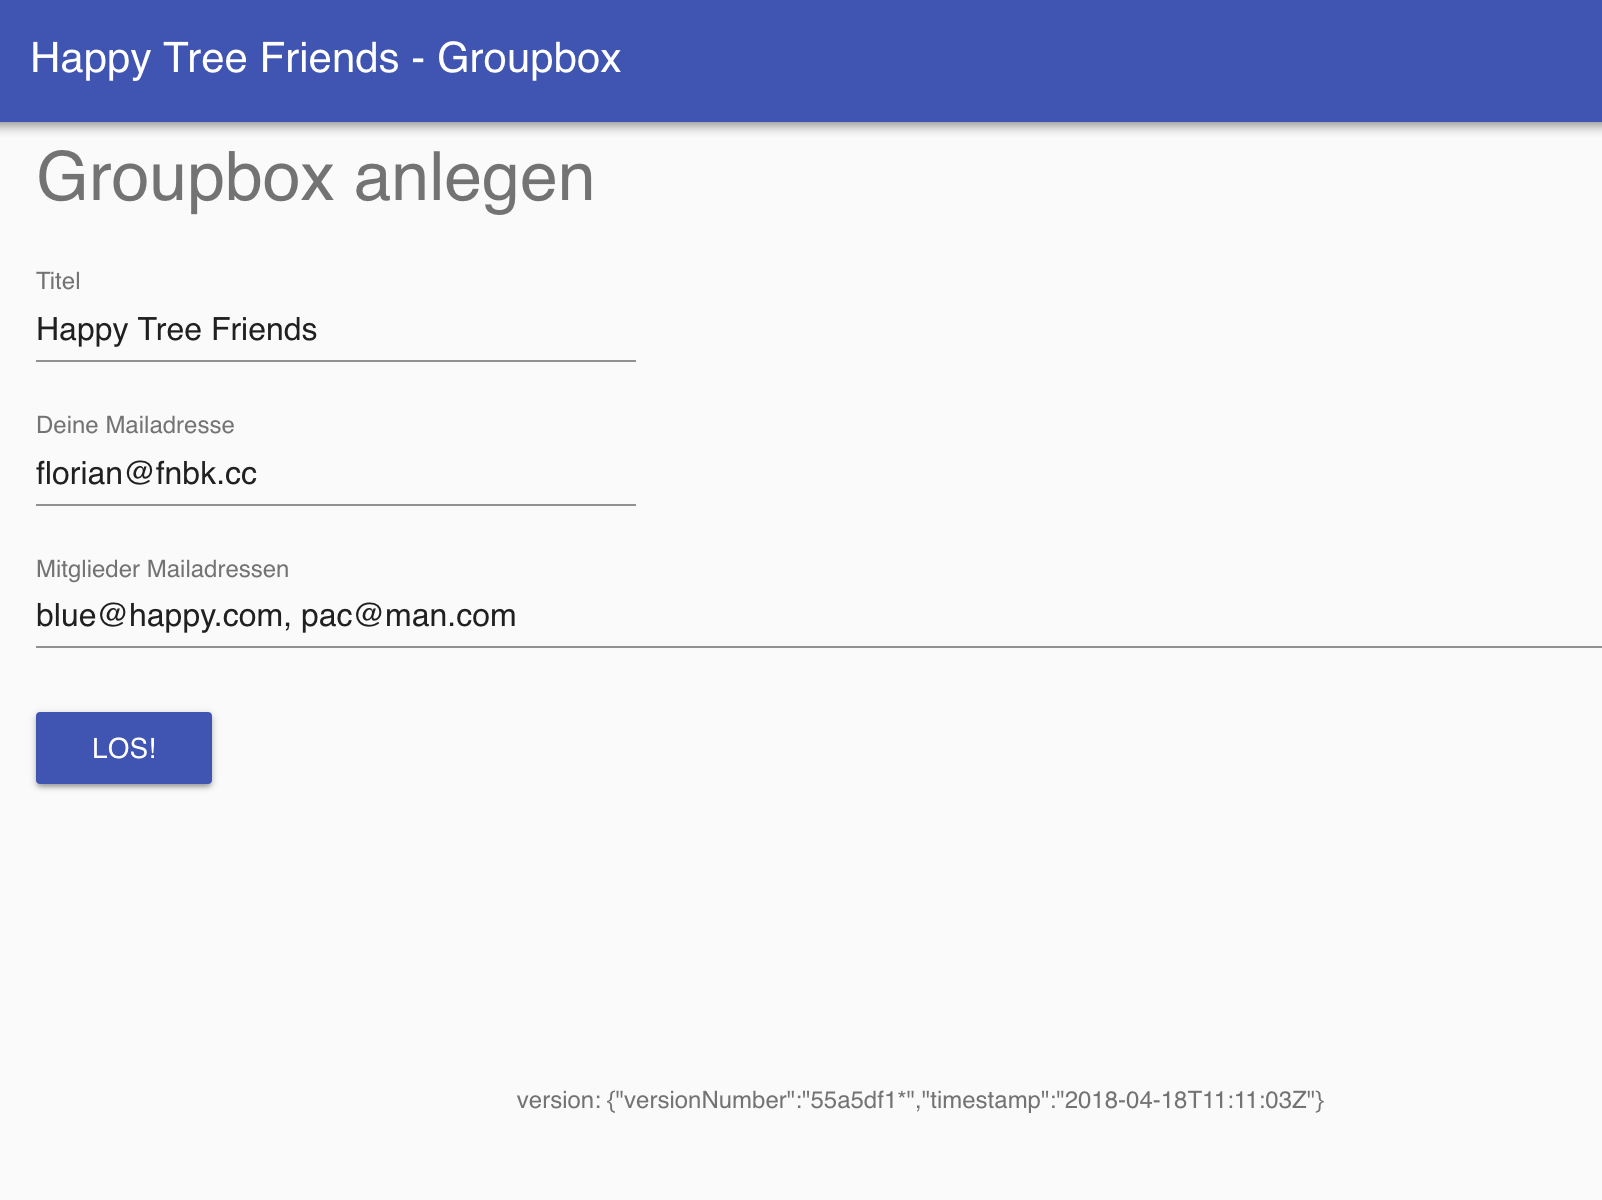 Happy Tree Friends - Groupbox
Groupbox anlegen
Titel
Happy Tree Friends
Deine Mailadresse
florian@fnbk.cc
Mitglieder Mailadressen
blue@happy.com, pac@man.com
LOS!
version: {"versionNumber":"55a5df1*","timestamp":"2018-04-18T11:11:03Z"}